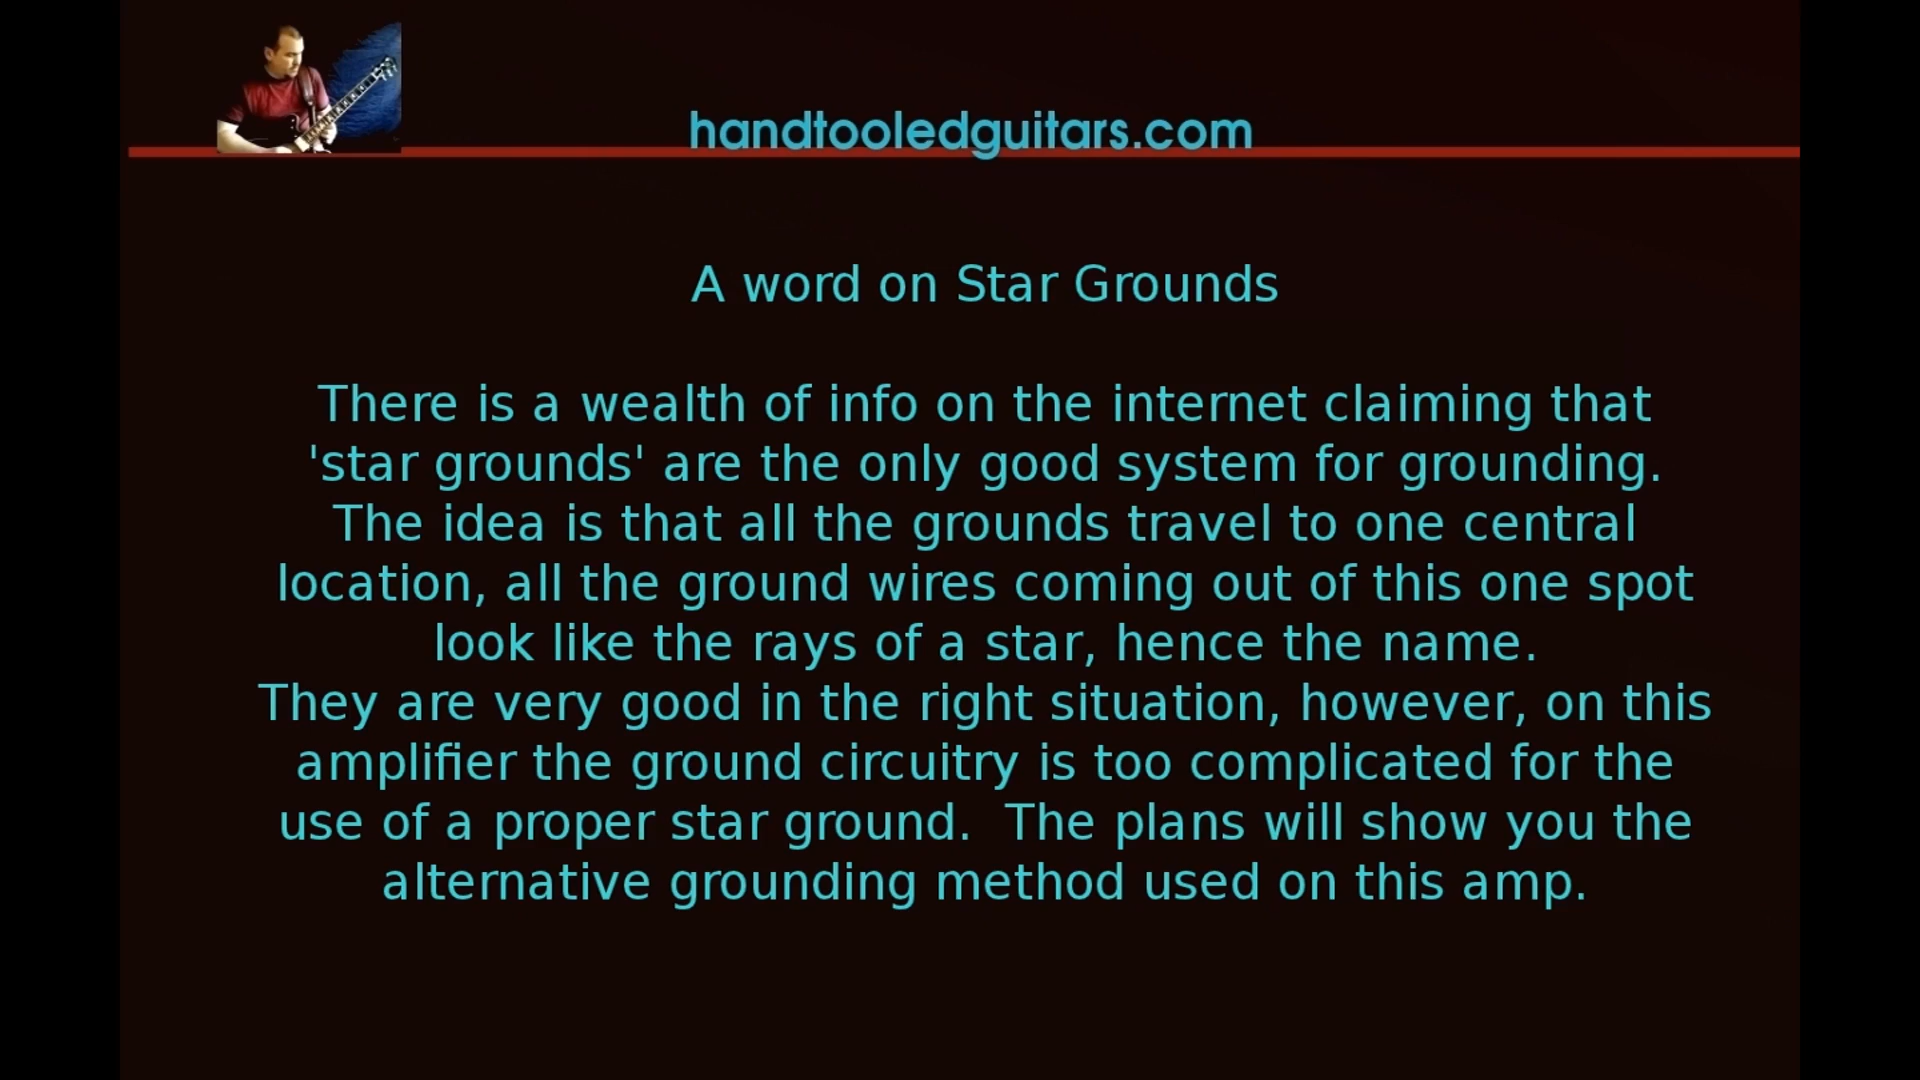 handtooledguitars.com
A word on Star Grounds
There is a wealth of info on the internet claiming that
'star grounds' are the only good system for grounding.
The idea is that all the grounds travel to one central
location, all the ground wires coming out of this one spot
look like the rays of a star, hence the name.
They are very good in the right situation, however, on this
amplifier the ground circuitry is too complicated for the
use of a proper star ground.  The plans will show you the
alternative grounding method used on this amp.